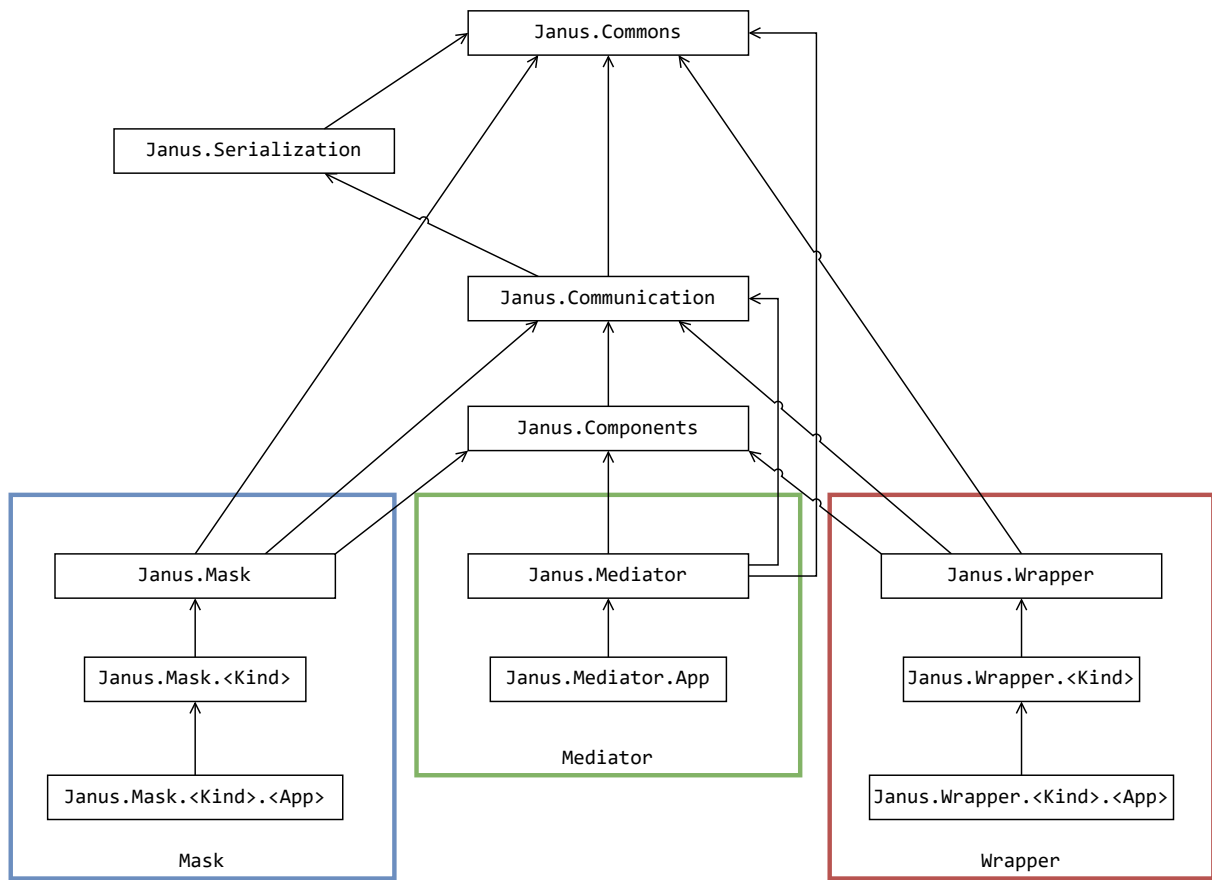 Janus.Commons
Janus.Serialization
Janus.Communication
Janus.Components
Janus.Mask
Janus.Mediator
Janus.Wrapper
Janus.Mask.<Kind>
Janus.Mediator.App
Janus.Wrapper.<Kind>
Mediator
Janus.Mask.<Kind>.<App>
Janus.Wrapper.<Kind>.<App>
Mask
Wrapper